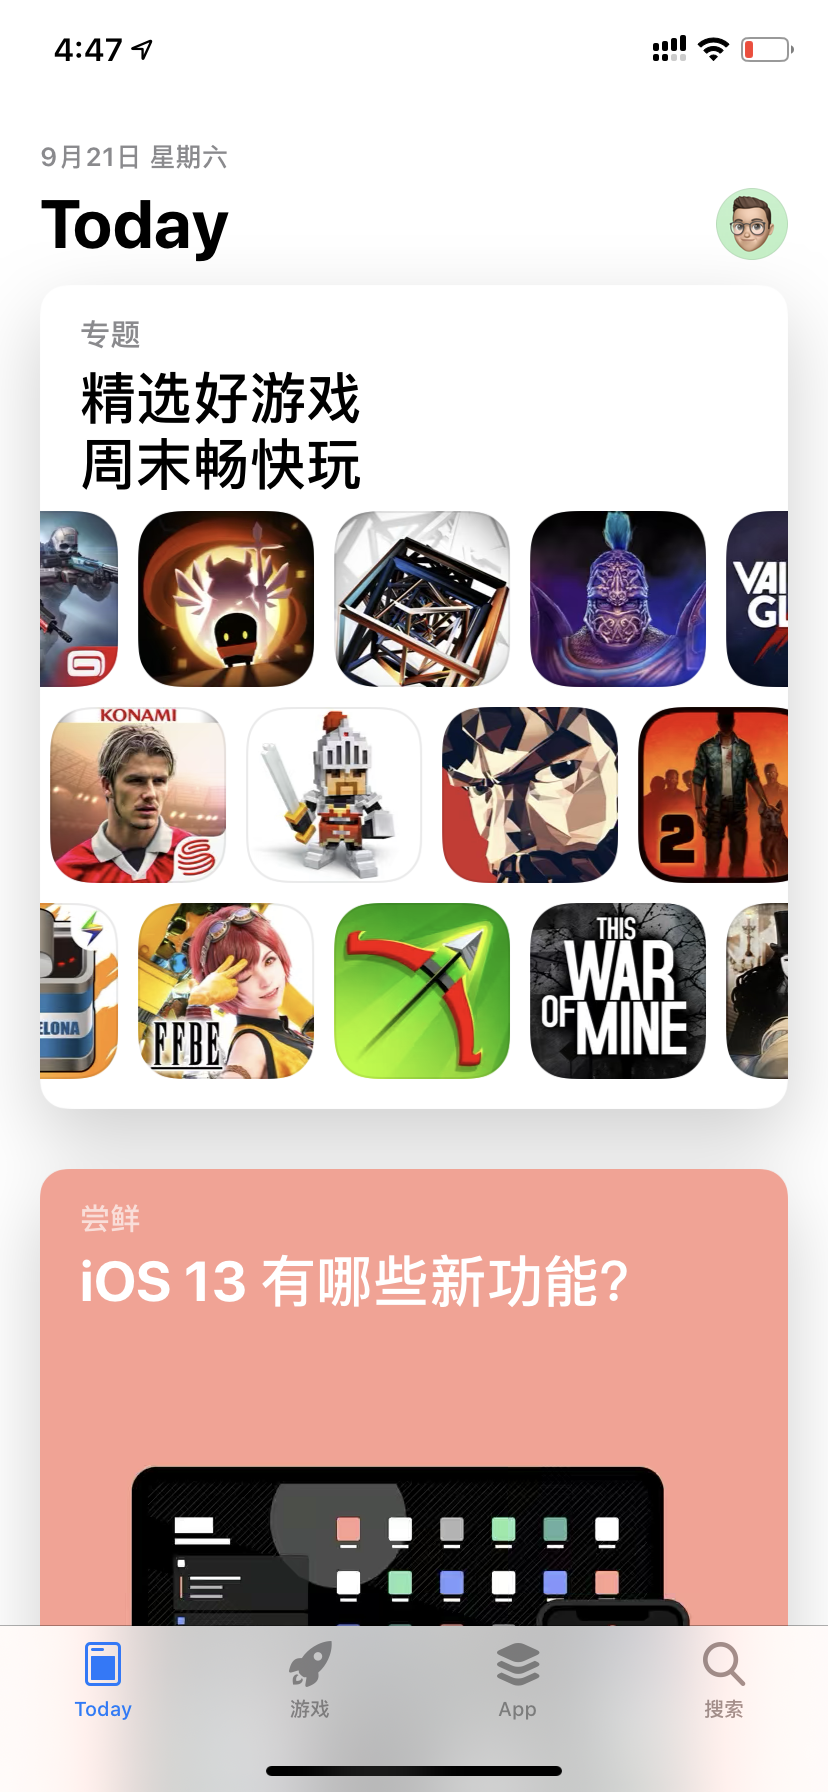 4:47
9月21日 星期六
Today
专题
精选好游戏
周末畅快玩
VAI
GL
KONAMI
2
ELONA
FFBE
THIS
WAR
OF MINE
尝鲜
iOS 13 有哪些新功能?
Today
游戏
App
搜索